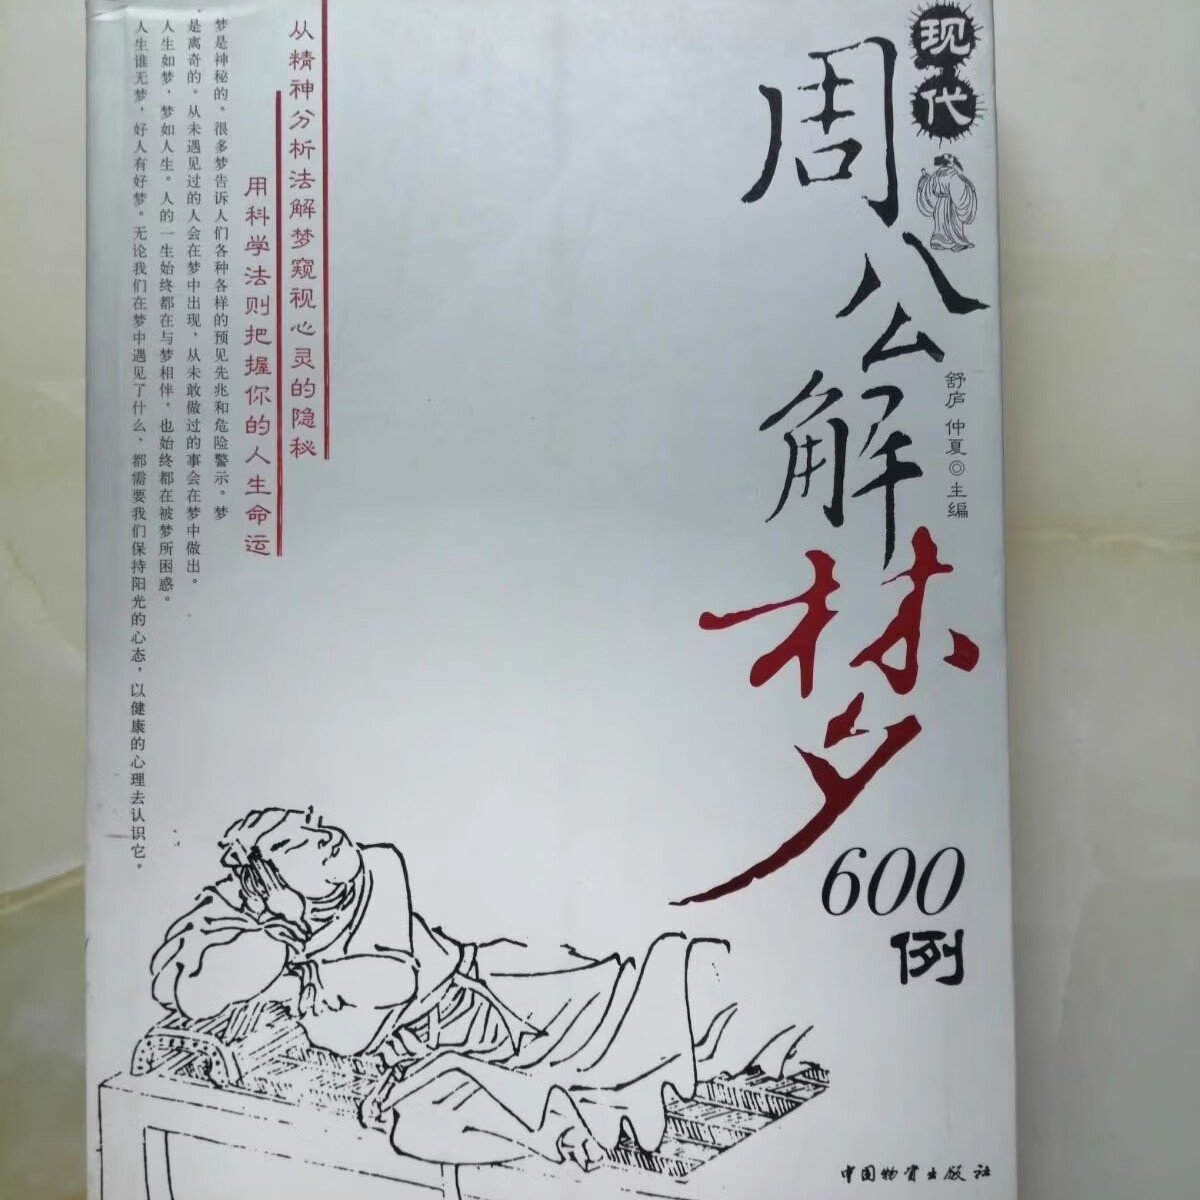 现代
周公解梦
600
例
舒庐 仲夏◎主编
从精神分析法解梦窥视心灵的隐秘
用科学法则把握你的人生命运
梦是神秘的。很多梦告诉人们各种各样的预见先兆和危险警示。梦
是离奇的。从未遇见过的人会在梦中出现，从未敢做过的事会在梦中做出。
人生如梦，梦如人生。人的一生始终都在与梦相伴，也始终都在被梦所困惑。
人生谁无梦，好人有好梦。无论我们在梦中遇见了什么，都需要我们保持阳光的心态，以健康的心理去认识它。
中国物资出版社